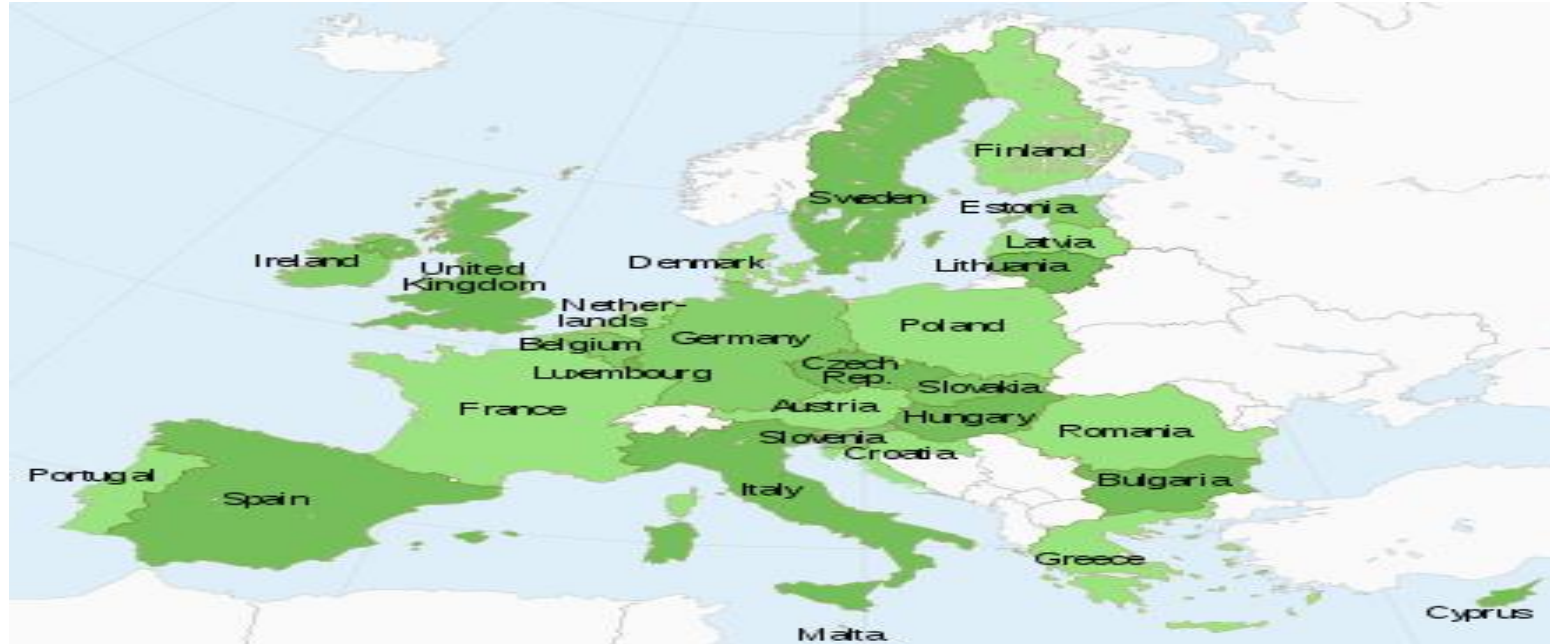 Finland
Sweden
Estonia
Latvia
Lithuania
Ireland
United
Kingdom
Denmark
Nether-
lands
Belgium
Luxembourg
Germany
Poland
Czech
Rep.
Slovakia
France
Austria
Hungary
Slovenia
Croatia
Romania
Portugal
Spain
Italy
Bulgaria
Greece
Cyprus
Malta